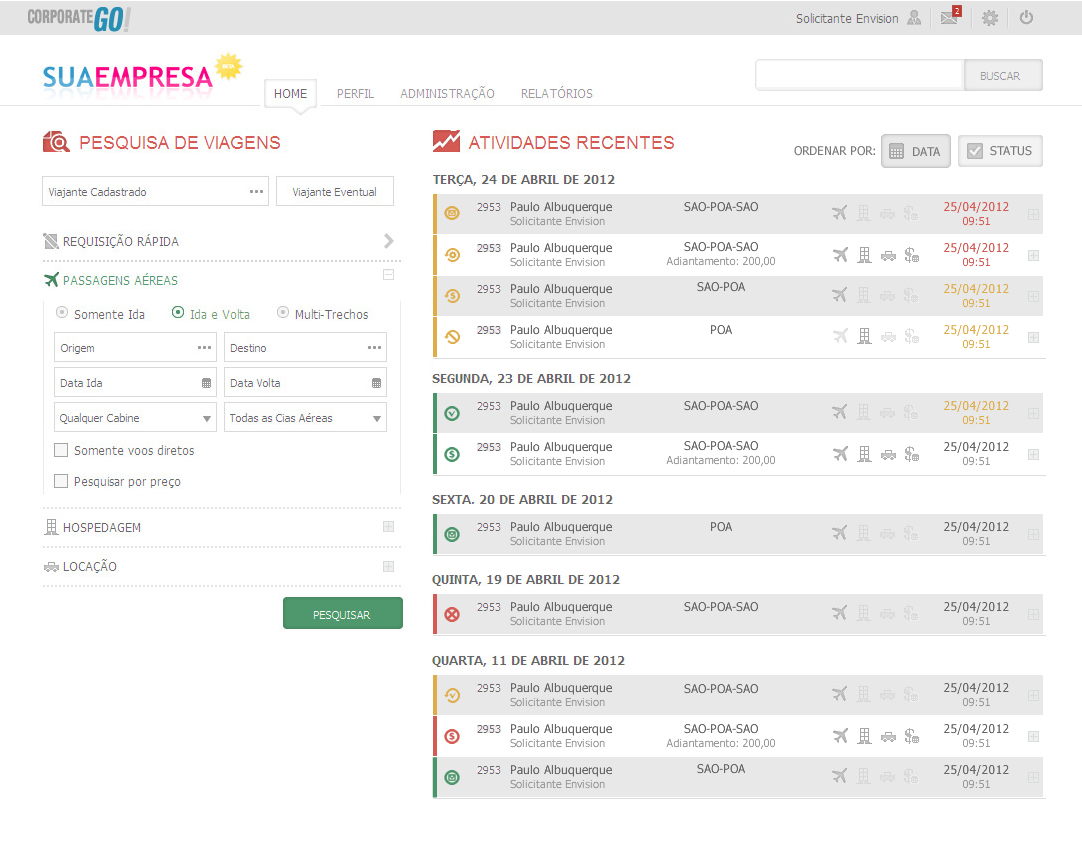 CORPORATE GO!
Solicitante Envision
2
SUAEMPRESA
HOME
PERFIL
ADMINISTRAÇÃO
RELATÓRIOS
BUSCAR
PESQUISA DE VIAGENS
Viajante Cadastrado
Viajante Eventual
REQUISIÇÃO RÁPIDA
PASSAGENS AÉREAS
Somente Ida
Ida e Volta
Multi-Trechos
Origem
Destino
Data Ida
Data Volta
Qualquer Cabine
Todas as Cias Aéreas
Somente voos diretos
Pesquisar por preço
HOSPEDAGEM
LOCAÇÃO
PESQUISAR
ATIVIDADES RECENTES
ORDENAR POR: DATA STATUS
TERÇA, 24 DE ABRIL DE 2012
2953 Paulo Albuquerque SAO-POA-SAO 25/04/2012
Solicitante Envision 09:51
2953 Paulo Albuquerque SAO-POA-SAO 25/04/2012
Solicitante Envision Adiantamento: 200,00 09:51
2953 Paulo Albuquerque SAO-POA 25/04/2012
Solicitante Envision 09:51
2953 Paulo Albuquerque POA 25/04/2012
Solicitante Envision 09:51
SEGUNDA, 23 DE ABRIL DE 2012
2953 Paulo Albuquerque SAO-POA-SAO 25/04/2012
Solicitante Envision 09:51
2953 Paulo Albuquerque SAO-POA-SAO 25/04/2012
Solicitante Envision Adiantamento: 200,00 09:51
SEXTA. 20 DE ABRIL DE 2012
2953 Paulo Albuquerque POA 25/04/2012
Solicitante Envision 09:51
QUINTA, 19 DE ABRIL DE 2012
2953 Paulo Albuquerque SAO-POA-SAO 25/04/2012
Solicitante Envision 09:51
QUARTA, 11 DE ABRIL DE 2012
2953 Paulo Albuquerque SAO-POA-SAO 25/04/2012
Solicitante Envision 09:51
2953 Paulo Albuquerque SAO-POA-SAO 25/04/2012
Solicitante Envision Adiantamento: 200,00 09:51
2953 Paulo Albuquerque SAO-POA 25/04/2012
Solicitante Envision 09:51